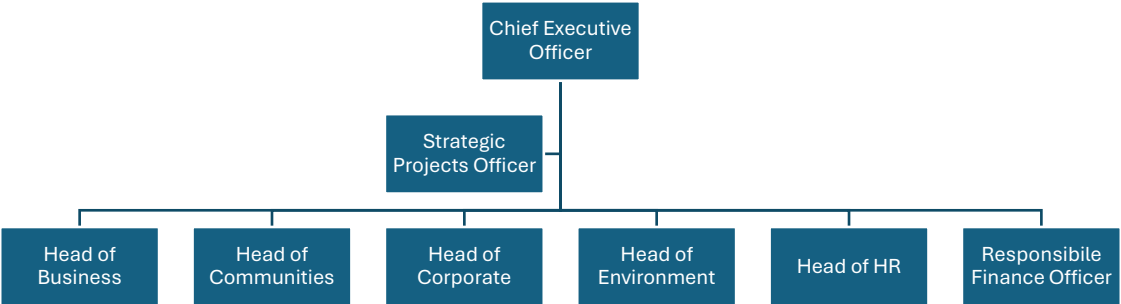 Chief Executive
Officer
Strategic
Projects Officer
Head of
Business
Head of
Communities
Head of
Corporate
Head of
Environment
Head of HR
Responsibile
Finance Officer